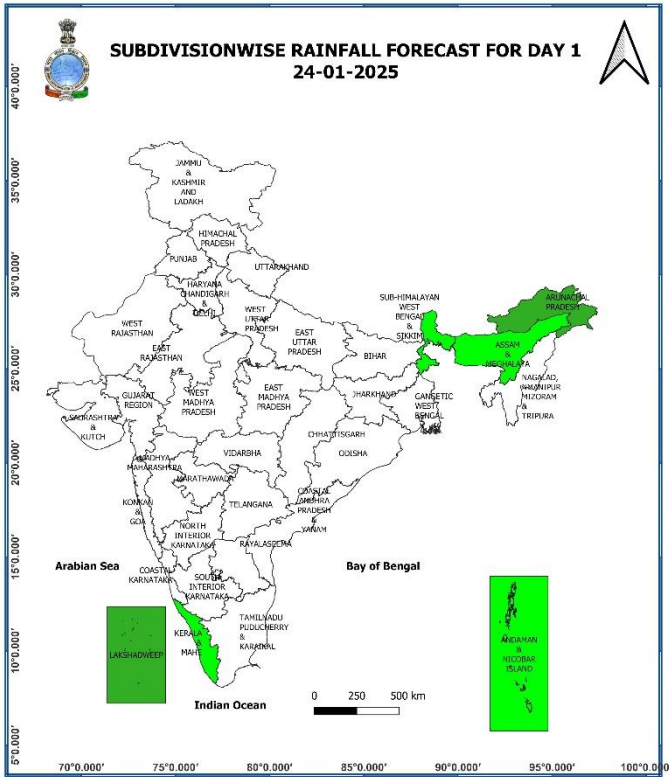 SUBDIVISIONWISE RAINFALL FORECAST FOR DAY 1
24-01-2025
40°0.000'
35°0.000'
30°0.000'
25°0.000'
20°0.000'
15°0.000'
10°0.000'
5°0.000'
JAMMU
&
KASHMIR
AND
LADAKH
HIMACHAL
PRADESH
PUNJAB
UTTARAKHAND
HARYANA
CHANDIGARH
&
DELHI
WEST
RAJASTHAN
EAST
RAJASTHAN
WEST
UTTAR
PRADESH
EAST
UTTAR
PRADESH
SUB-HIMALAYAN
WEST
BENGAL
&
SIKKIM
ARUNACHAL
PRADESH
ASSAM
&
MEGHALAYA
NAGALAD,
MANIPUR
MIZORAM
&
TRIPURA
BIHAR
JHARKHAND
GANGETIC
WEST
BENGAL
GUJARAT
REGION
SAURASHTRA
&
KUTCH
WEST
MADHYA
PRADESH
EAST
MADHYA
PRADESH
CHHATTISGARH
ODISHA
VIDARBHA
MADHYA
MAHARASHTRA
MARATHAWADA
KONKAN
&
GOA
TELANGANA
COASTAL
ANDHRA
PRADESH
&
YANAM
NORTH
INTERIOR
KARNATAKA
RAYALASEEMA
COASTAL
KARNATAKA
SOUTH
INTERIOR
KARNATAKA
TAMILNADU
PUDUCHERRY
&
KARAIKAL
KERALA
&
MAHE
LAKSHADWEEP
ANDAMAN
&
NICOBAR
ISLAND
Arabian Sea
Bay of Bengal
Indian Ocean
0 250 500 km
70°0.000' 75°0.000' 80°0.000' 85°0.000' 90°0.000' 95°0.000' 100°0.000'